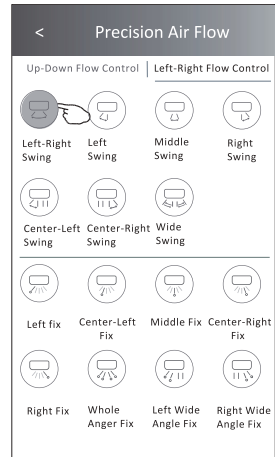 < Precision Air Flow
Up-Down Flow Control Left-Right Flow Control
Left-Right Swing
Left Swing
Middle Swing
Right Swing
Center-Left Swing
Center-Right Swing
Wide Swing
Left fix
Center-Left Fix
Middle Fix
Center-Right Fix
Right Fix
Whole Anger Fix
Left Wide Angle Fix
Right Wide Angle Fix